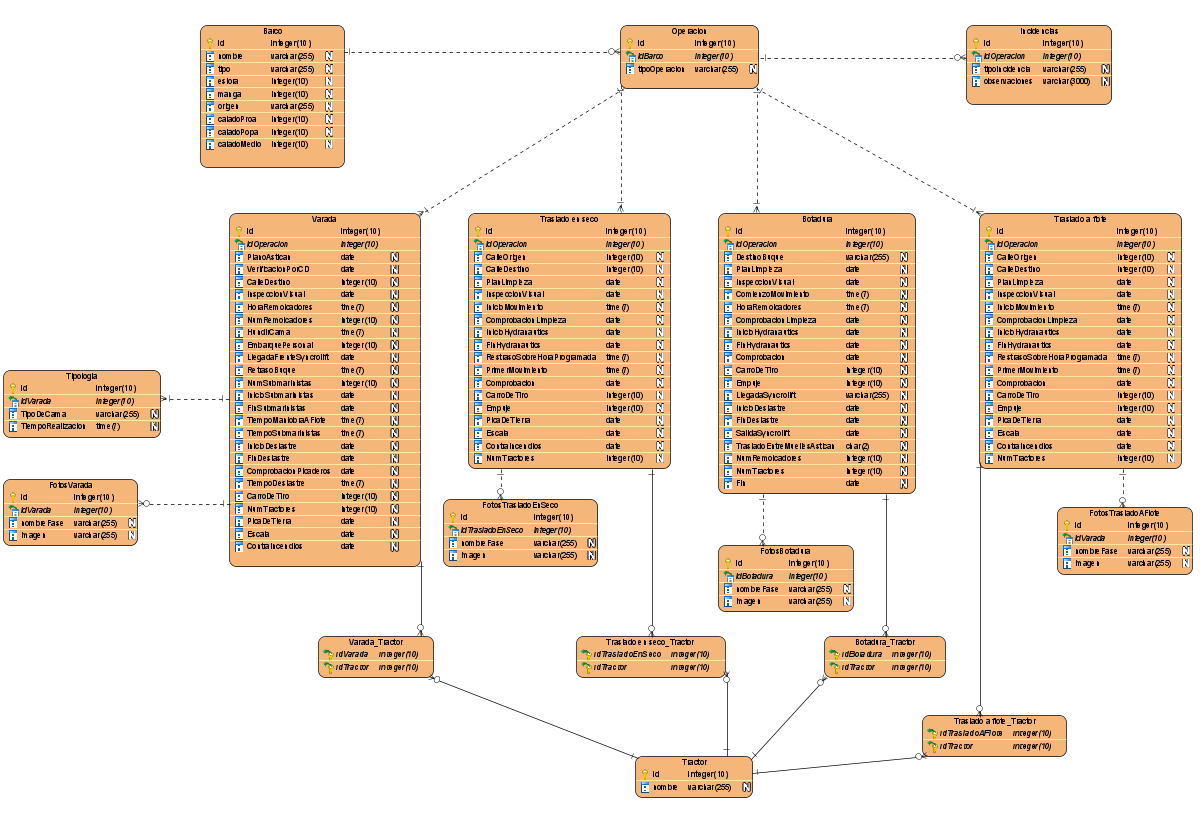 Barco
id integer(10)
nombre varchar(255) N
tipo varchar(255) N
eslora integer(10) N
manga integer(10) N
origen varchar(255) N
caladoProa integer(10) N
caladoPopa integer(10) N
caladoMedio integer(10) N
Operacion
id integer(10)
idBarco integer(10)
tipoOperacion varchar(255) N
Incidencias
id integer(10)
idOperacion integer(10)
tipoIncidencia varchar(255) N
observaciones varchar(3000) N
Varada
id integer(10)
idOperacion integer(10)
PlanoAstican date N
VerificacionPorCD date N
CalleDestino integer(10) N
InspeccionVisual date N
HoraRemolcadores time(7) N
NumRemolcadores integer(10) N
HundirCama time(7) N
EmbarquePersonal integer(10) N
LlegadaFrenteSyncrolift date N
RetrasoBuque time(7) N
NumSubmarinistas integer(10) N
InicioSubmarinistas date N
FinSubmarinistas date N
TiempoManiobraAFlote time(7) N
TiempoSubmarinistas time(7) N
InicioDeslastre date N
FinDeslastre date N
ComprobacionPicaderos date N
TiempoDeslastre time(7) N
CarroDeTiro integer(10) N
NumTractores integer(10) N
PicaDeTierra date N
Escala date N
ContraIncendios date N
Traslado en seco
id integer(10)
idOperacion integer(10)
CalleOrigen integer(10) N
CalleDestino integer(10) N
PlanLimpieza date N
InspeccionVisual date N
InicioMovimiento time(7) N
ComprobacionLimpieza date N
InicioHydranautics date N
FinHydranautics date N
RestrasoSobreHoraProgramada time(7) N
PrimerMovimiento time(7) N
Comprobacion date N
CarroDeTiro integer(10) N
Empuje integer(10) N
PicaDeTierra date N
Escala date N
ContraIncendios date N
NumTractores integer(10) N
Botadura
id integer(10)
idOperacion integer(10)
DestinoBuque varchar(255) N
PlanLimpieza date N
ComienzoMovimiento time(7) N
HoraRemolcadores time(7) N
ComprobacionLimpieza date N
InicioHydranautics date N
FinHydranautics date N
Comprobacion date N
CarroDeTiro integer(10) N
Empuje integer(10) N
LlegadaSyncrolift varchar(255) N
InicioDeslastre date N
FinDeslastre date N
SalidaSyncrolift date N
TrasladoEntreMuellesAstican char(2) N
NumRemolcadores integer(10) N
NumTractores integer(10) N
Fin date N
Traslado a flote
id integer(10)
idOperacion integer(10)
CalleOrigen integer(10) N
CalleDestino integer(10) N
PlanLimpieza date N
InspeccionVisual date N
InicioMovimiento time(7) N
ComprobacionLimpieza date N
InicioHydranautics date N
FinHydranautics date N
RestrasoSobreHoraProgramada time(7) N
PrimerMovimiento time(7) N
Comprobacion date N
CarroDeTiro integer(10) N
Empuje integer(10) N
PicaDeTierra date N
Escala date N
ContraIncendios date N
NumTractores integer(10) N
Tipologia
id integer(10)
idVarada integer(10)
TipoDeCama varchar(255) N
TiempoRealizacion time(7) N
FotosVarada
id integer(10)
idVarada integer(10)
nombreFase varchar(255) N
Imagen varchar(255) N
FotosTrasladoEnSeco
id integer(10)
idTrasladoEnSeco integer(10)
nombreFase varchar(255) N
Imagen varchar(255) N
FotosBotadura
id integer(10)
idBotadura integer(10)
nombreFase varchar(255) N
Imagen varchar(255) N
FotosTrasladoAFlote
id integer(10)
idVarada integer(10)
nombreFase varchar(255) N
Imagen varchar(255) N
Varada_Tractor
idVarada integer(10)
idTractor integer(10)
Traslado en seco_Tractor
idTrasladoEnSeco integer(10)
idTractor integer(10)
Botadura_Tractor
idBotadura integer(10)
idTractor integer(10)
Traslado a flote_Tractor
idTrasladoAFlote integer(10)
idTractor integer(10)
Tractor
id integer(10)
nombre varchar(255) N